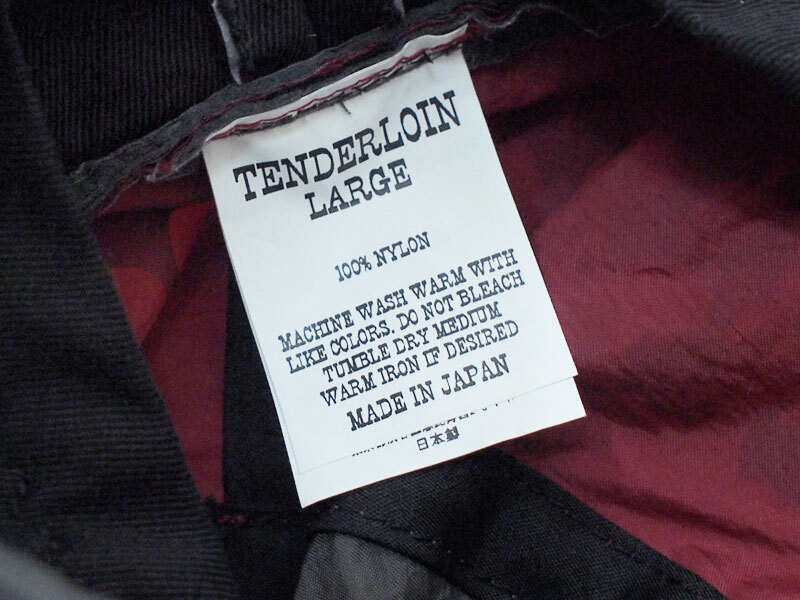 TENDERLOIN
LARGE
100% NYLON
MACHINE WASH WARM WITH
LIKE COLORS. DO NOT BLEACH
TUMBLE DRY MEDIUM
WARM IRON IF DESIRED
MADE IN JAPAN
日本製